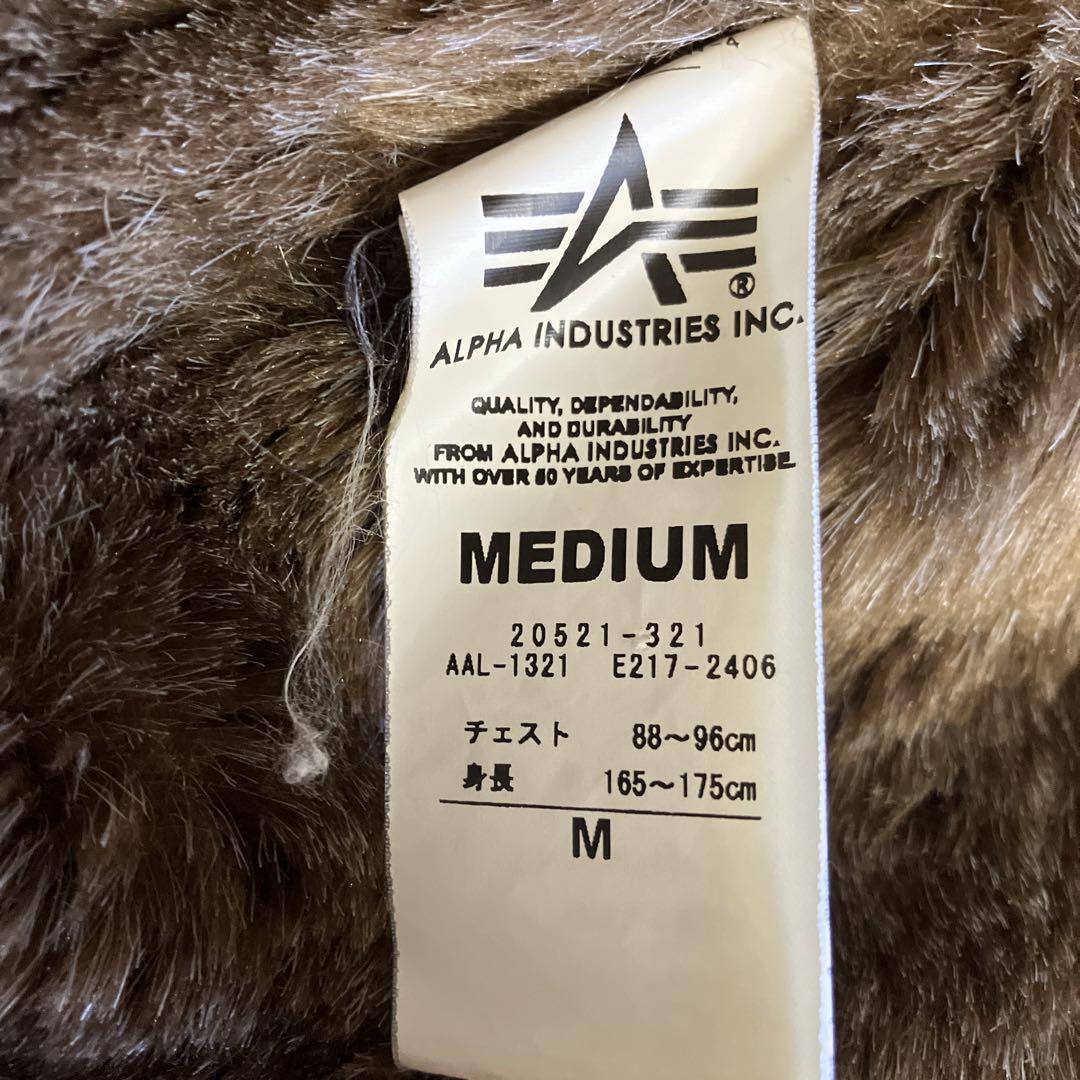 ®
ALPHA INDUSTRIES INC.
QUALITY, DEPENDABILITY,
AND DURABILITY
FROM ALPHA INDUSTRIES INC.
WITH OVER 50 YEARS OF EXPERTISE.
MEDIUM
20521-321
AAL-1321 E217-2406
チェスト 88〜96cm
身長 165〜175cm
M